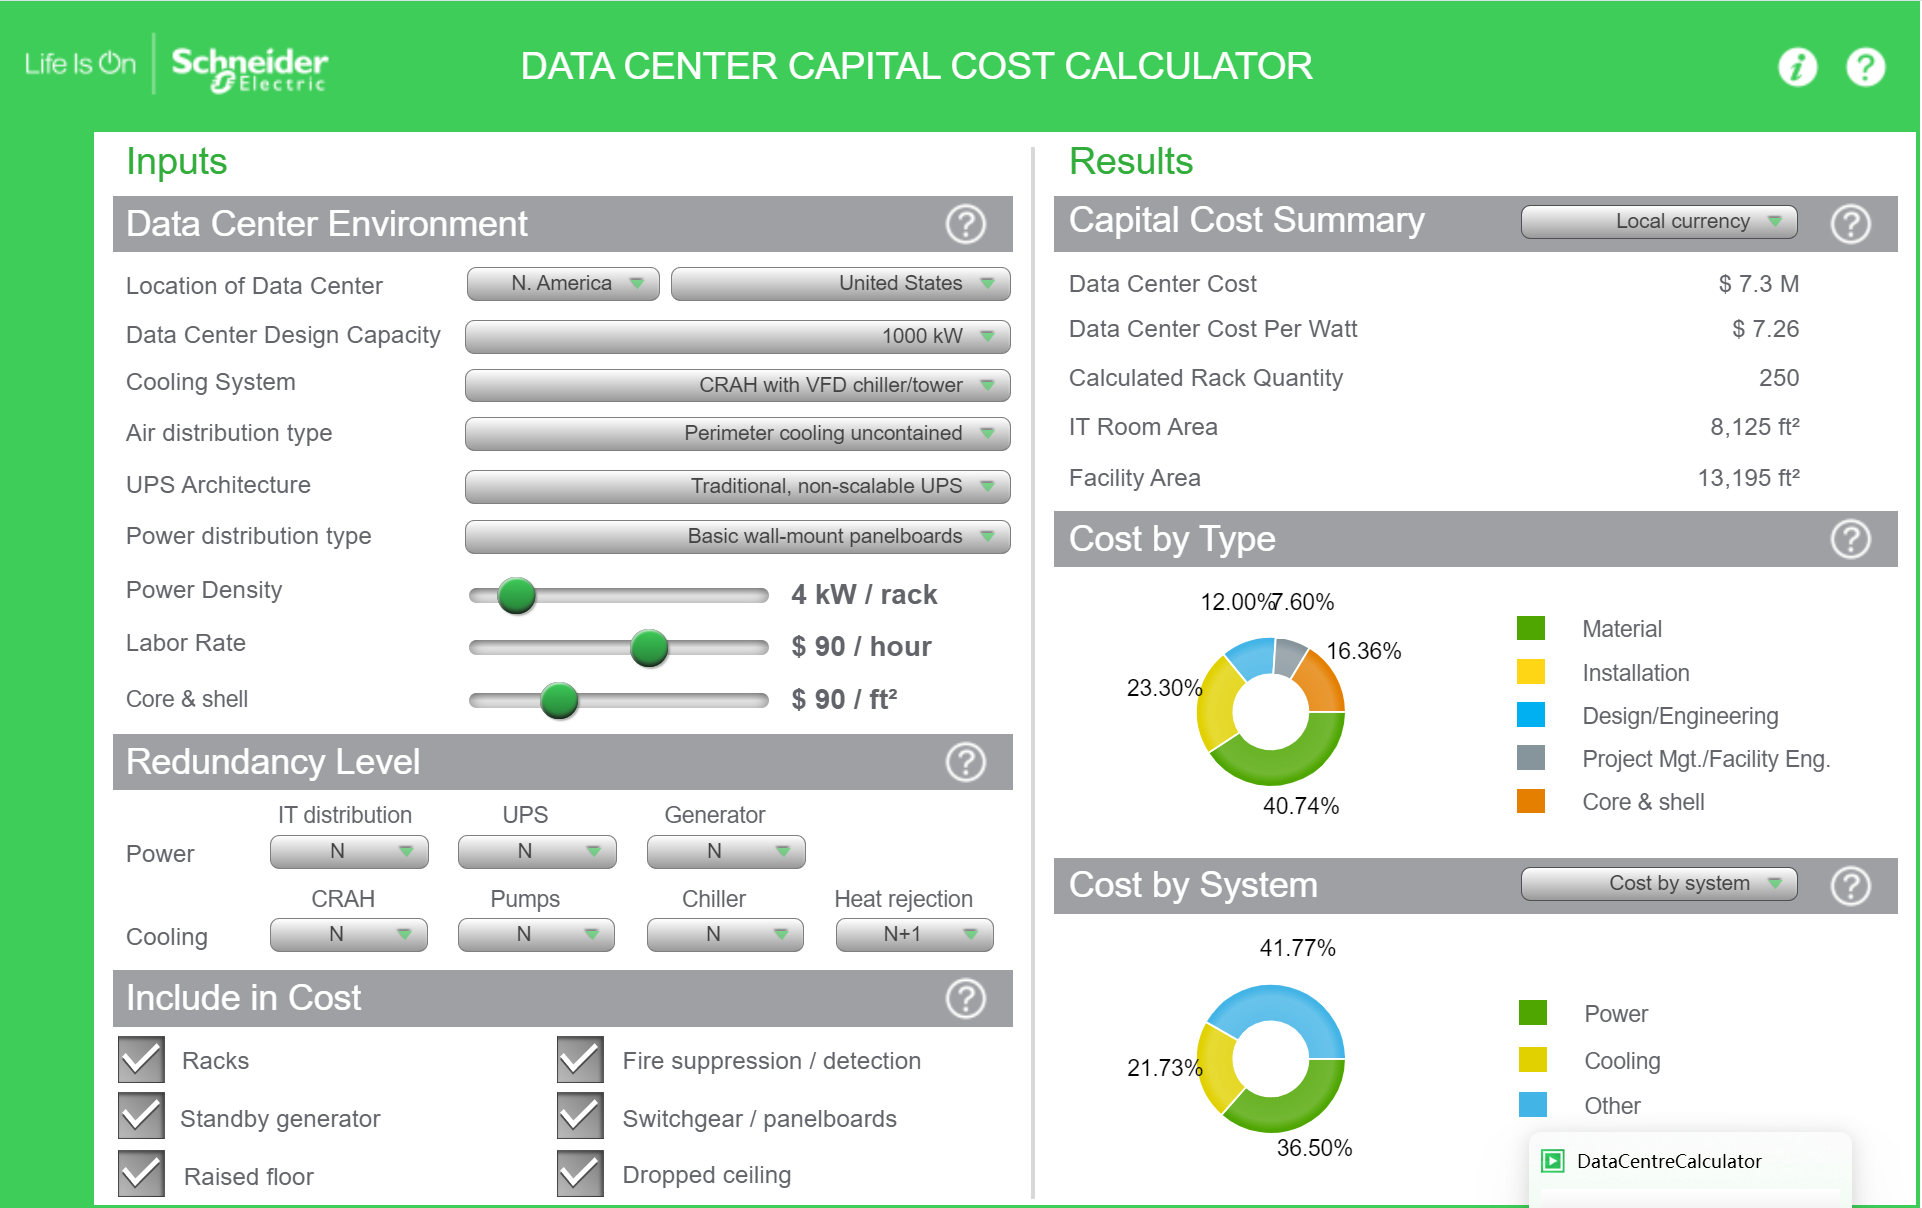 Life Is On
Schneider
Electric
DATA CENTER CAPITAL COST CALCULATOR
i
?
Inputs
Data Center Environment
?
Location of Data Center
N. America
United States
Data Center Design Capacity
1000 kW
Cooling System
CRAH with VFD chiller/tower
Air distribution type
Perimeter cooling uncontained
UPS Architecture
Traditional, non-scalable UPS
Power distribution type
Basic wall-mount panelboards
Power Density
4 kW / rack
Labor Rate
$ 90 / hour
Core & shell
$ 90 / ft²
Redundancy Level
?
IT distribution
UPS
Generator
Power
N
N
N
CRAH
Pumps
Chiller
Heat rejection
Cooling
N
N
N
N+1
Include in Cost
?
Racks
Fire suppression / detection
Standby generator
Switchgear / panelboards
Raised floor
Dropped ceiling
Results
Capital Cost Summary
Local currency
?
Data Center Cost
$ 7.3 M
Data Center Cost Per Watt
$ 7.26
Calculated Rack Quantity
250
IT Room Area
8,125 ft²
Facility Area
13,195 ft²
Cost by Type
?
12.00%
7.60%
16.36%
23.30%
40.74%
Material
Installation
Design/Engineering
Project Mgt./Facility Eng.
Core & shell
Cost by System
Cost by system
?
41.77%
21.73%
36.50%
Power
Cooling
Other
DataCentreCalculator